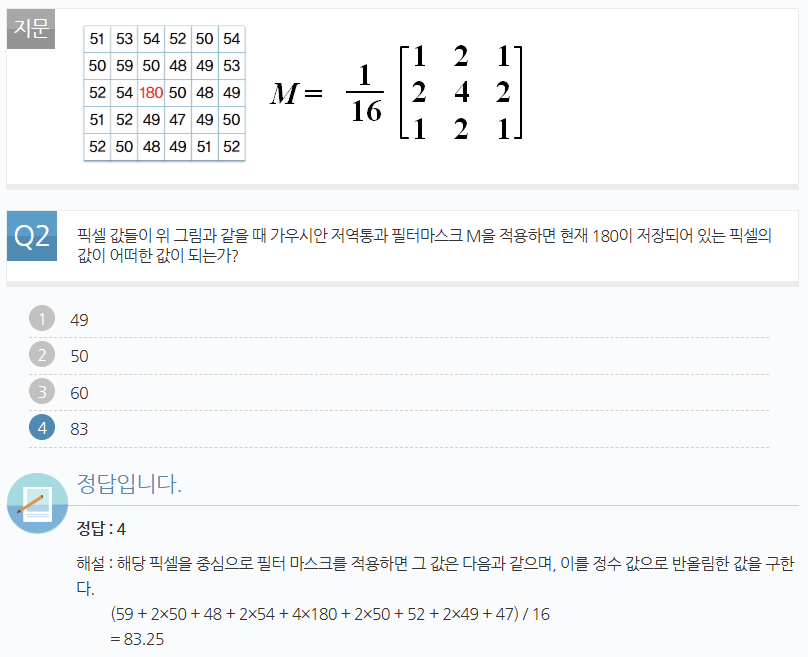 지문
51 53 54 52 50 54
50 59 50 48 49 53
52 54 180 50 48 49
51 52 49 47 49 50
52 50 48 49 51 52
M = 1/16 [1 2 1
2 4 2
1 2 1]
Q2
픽셀 값들이 위 그림과 같을 때 가우시안 저역통과 필터마스크 M을 적용하면 현재 180이 저장되어 있는 픽셀의
값이 어떠한 값이 되는가?
1 49
2 50
3 60
4 83
정답입니다.
정답 : 4
해설 : 해당 픽셀을 중심으로 필터 마스크를 적용하면 그 값은 다음과 같으며, 이를 정수 값으로 반올림한 값을 구한
다.
(59 + 2×50 + 48 + 2×54 + 4×180 + 2×50 + 52 + 2×49 + 47) / 16
= 83.25